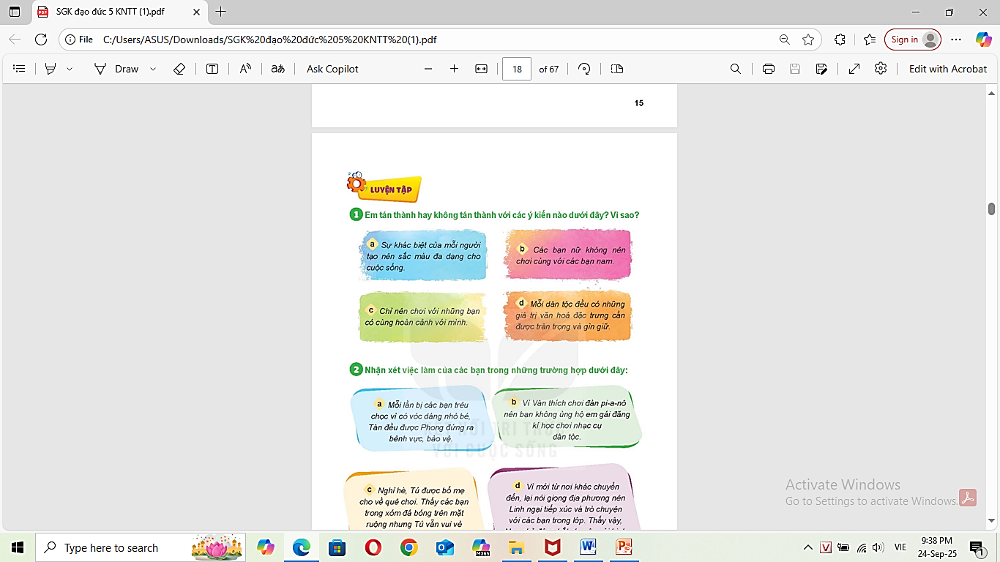 SGK đạo đức 5 KNTT (1).pdf
File C:/Users/ASUS/Downloads/SGK%20đạo%20đức%205%20KNTT%20(1).pdf
Sign in
Draw
Ask Copilot
18 of 67
Edit with Acrobat
15
LUYỆN TẬP
1 Em tán thành hay không tán thành với các ý kiến nào dưới đây? Vì sao?
a Sự khác biệt của mỗi người
tạo nên sắc màu đa dạng cho
cuộc sống.
b Các bạn nữ không nên
chơi cùng với các bạn nam.
c Chỉ nên chơi với những bạn
có cùng hoàn cảnh với mình.
d Mỗi dân tộc đều có những
giá trị văn hoá đặc trưng cần
được trân trọng và gìn giữ.
2 Nhận xét việc làm của các bạn trong những trường hợp dưới đây:
a Mỗi lần bị các bạn trêu
chọc vì có vóc dáng nhỏ bé,
Tân đều được Phong đứng ra
bênh vực, bảo vệ.
b Vì Vân thích chơi đàn pi-a-nô
nên bạn không ủng hộ em gái đăng
kí học chơi nhạc cụ
dân tộc.
VỚI CUỘC SỐNG
c Nghỉ hè, Tú được bố mẹ
cho về quê chơi. Thấy các bạn
trong xóm đá bóng trên mặt
ruộng nhưng Tú vẫn vui vẻ
d Vì mới từ nơi khác chuyển
đến, lại nói giọng địa phương nên
Linh ngại tiếp xúc và trò chuyện
với các bạn trong lớp. Thấy vậy,
Activate Windows
Go to Settings to activate Windows.
Type here to search
M365
VIE
9:38 PM
24-Sep-25
1